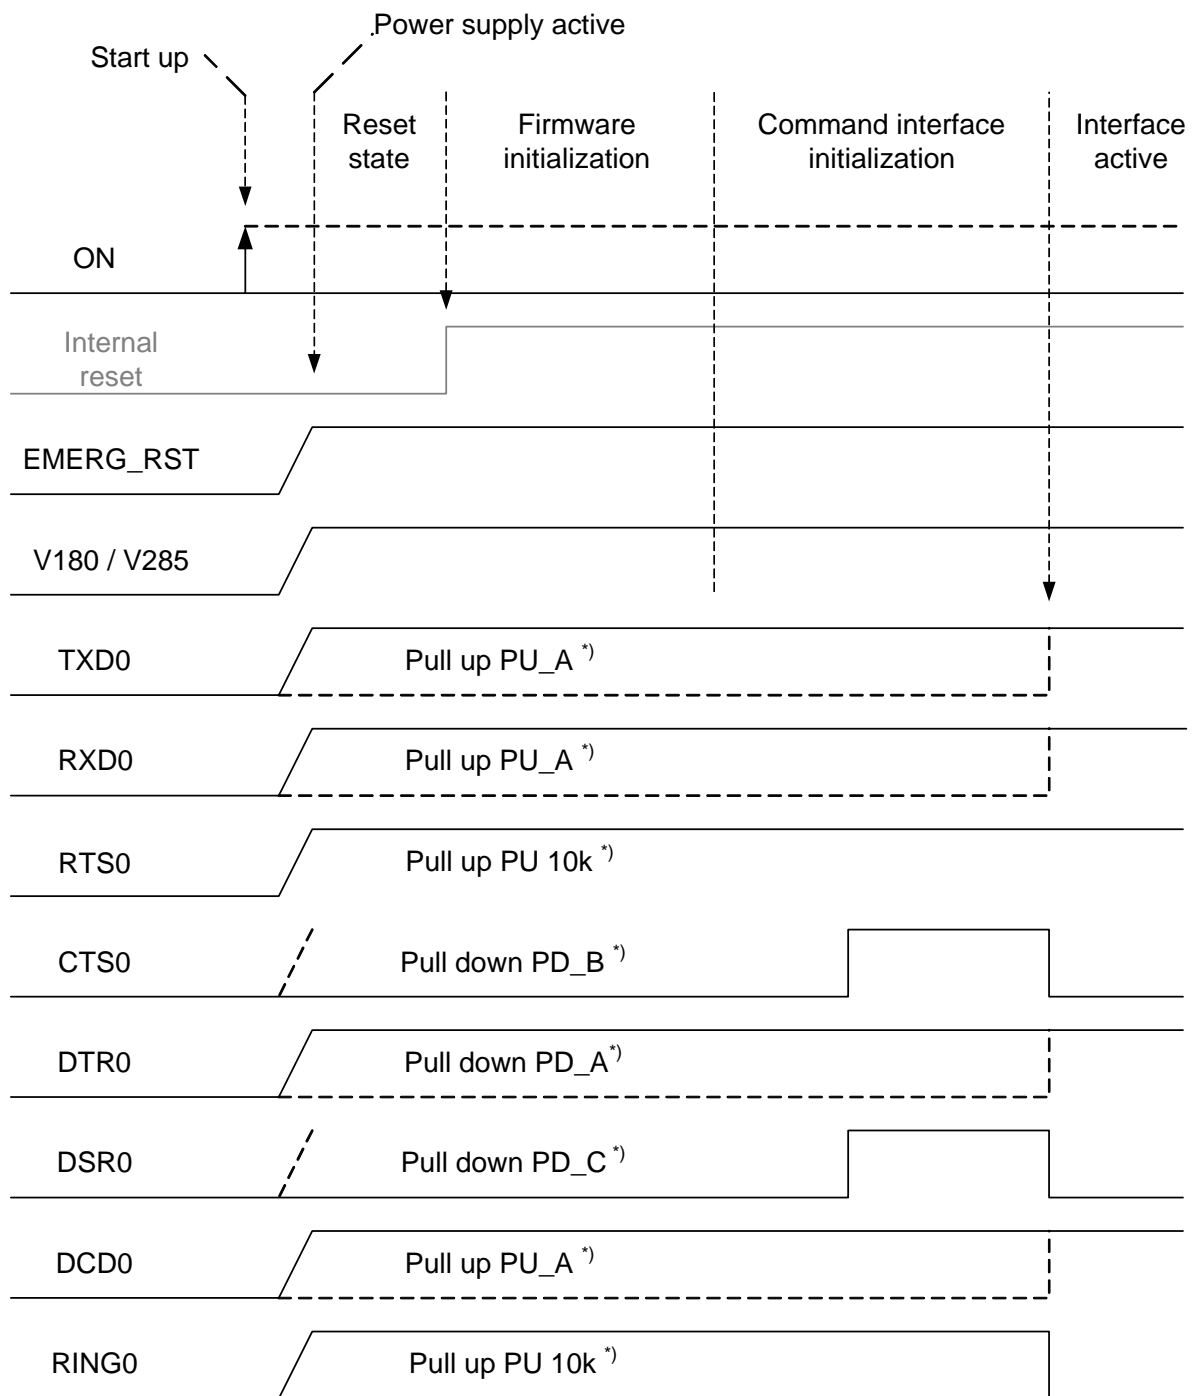 Power supply active
Start up
Reset
state
Firmware
initialization
Command interface
initialization
Interface
active
ON
Internal
reset
EMERG_RST
V180 / V285
TXD0
Pull up PU_A *)
RXD0
Pull up PU_A *)
RTS0
Pull up PU 10k *)
CTS0
Pull down PD_B *)
DTR0
Pull down PD_A*)
DSR0
Pull down PD_C *)
DCD0
Pull up PU_A *)
RING0
Pull up PU 10k *)